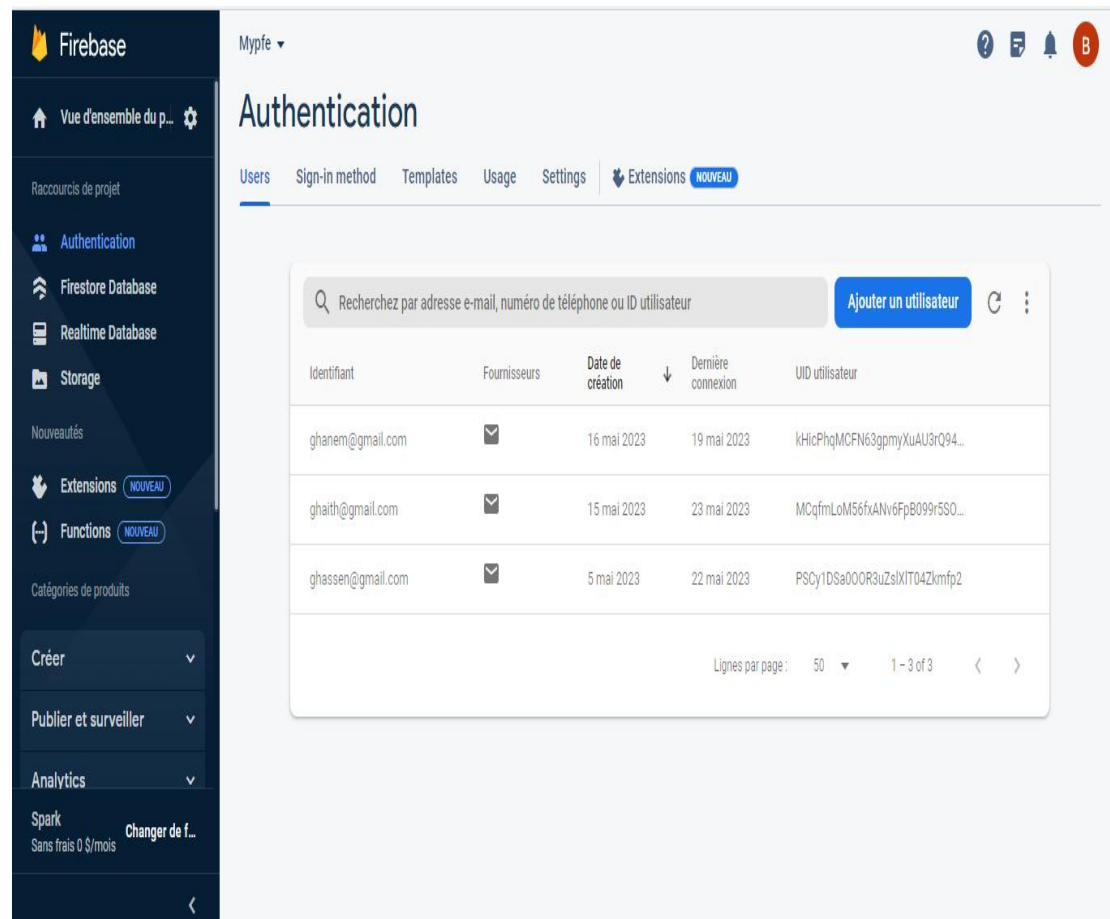 Firebase
Vue d'ensemble du p...
Raccourcis de projet
Authentication
Firestore Database
Realtime Database
Storage
Nouveautés
Extensions NOUVEAU
Functions NOUVEAU
Catégories de produits
Créer
Publier et surveiller
Analytics
Spark
Sans frais 0 $/mois
Changer de f...
Mypfe
B
Authentication
Users Sign-in method Templates Usage Settings Extensions NOUVEAU
Recherchez par adresse e-mail, numéro de téléphone ou ID utilisateur
Ajouter un utilisateur
Identifiant Fournisseurs Date de création Dernière connexion UID utilisateur
ghanem@gmail.com 16 mai 2023 19 mai 2023 kHicPhqMCFN63gpmyXuAU3rQ94...
ghaith@gmail.com 15 mai 2023 23 mai 2023 MCqfmLoM56fxANv6FpB099r5SO...
ghassen@gmail.com 5 mai 2023 22 mai 2023 PSCy1DSa0OOR3uZslXlT04Zkmfp2
Lignes par page : 50 1 – 3 of 3